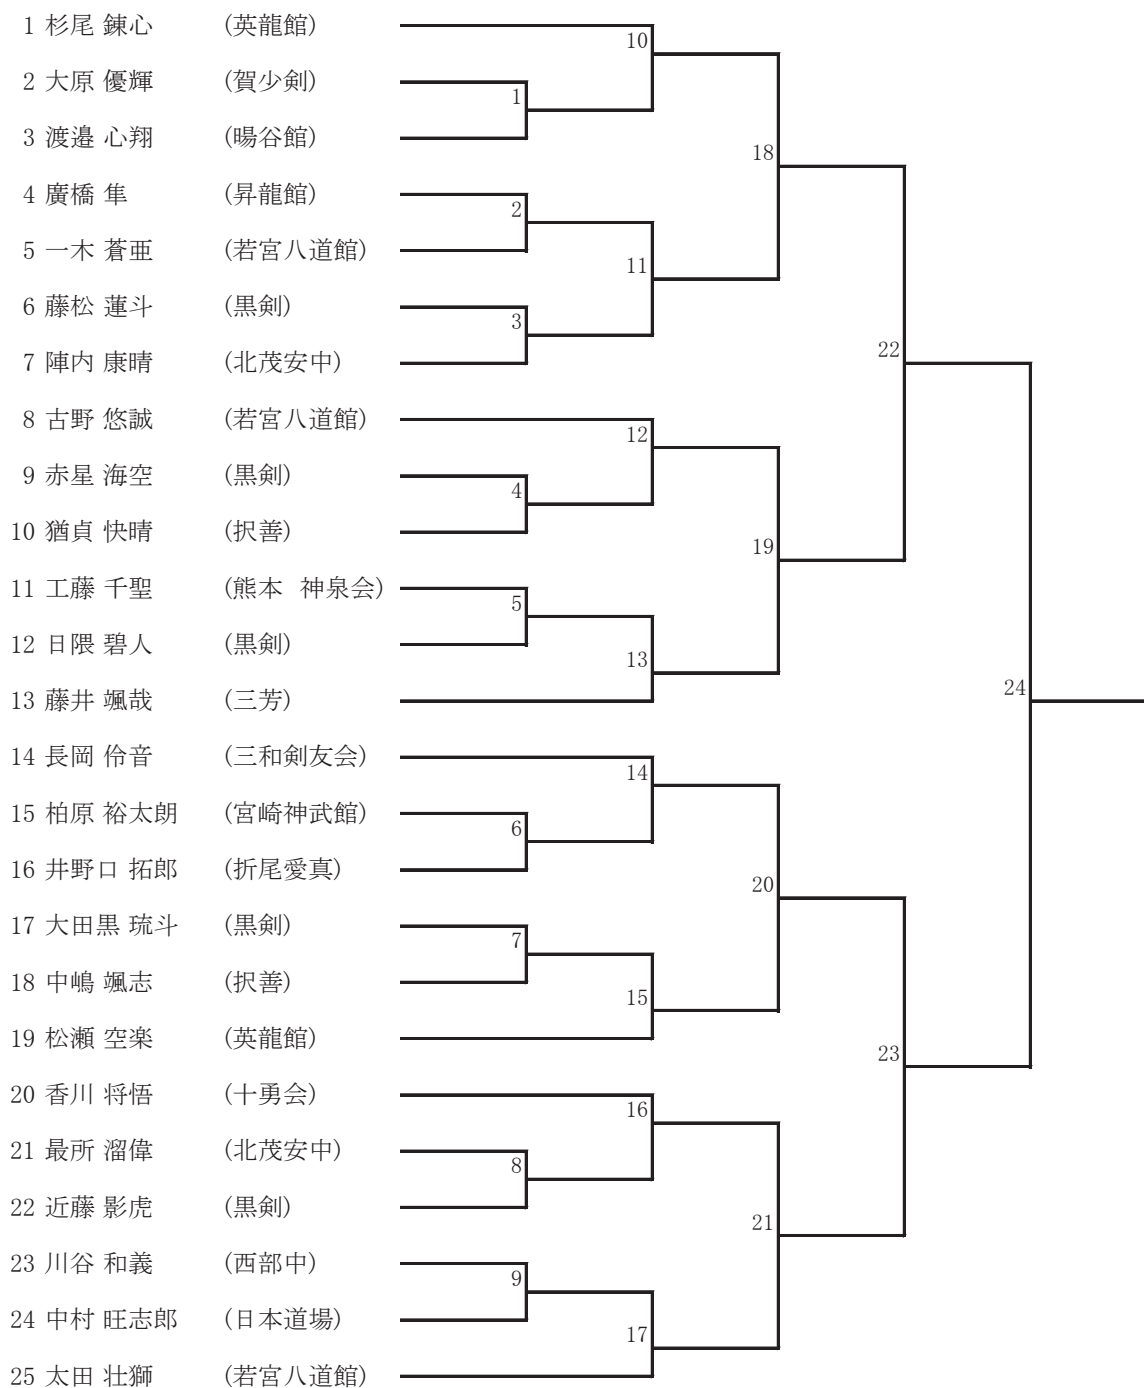 1 杉尾 錬心 (英龍館)
10
2 大原 優輝 (賀少剣)
1
3 渡邉 心翔 (暘谷館)
18
4 廣橋 隼 (昇龍館)
2
5 一木 蒼亜 (若宮八道館)
11
6 藤松 蓮斗 (黒剣)
3
7 陣内 康晴 (北茂安中)
22
8 古野 悠誠 (若宮八道館)
12
9 赤星 海空 (黒剣)
4
10 猶貞 快晴 (択善)
19
11 工藤 千聖 (熊本 神泉会)
5
12 日隈 碧人 (黒剣)
13
13 藤井 颯哉 (三芳)
24
14 長岡 伶音 (三和剣友会)
14
15 柏原 裕太朗 (宮崎神武館)
6
16 井野口 拓郎 (折尾愛真)
20
17 大田黒 琉斗 (黒剣)
7
18 中嶋 颯志 (択善)
15
19 松瀬 空楽 (英龍館)
23
20 香川 将悟 (十勇会)
16
21 最所 溜偉 (北茂安中)
8
22 近藤 影虎 (黒剣)
21
23 川谷 和義 (西部中)
9
24 中村 旺志郎 (日本道場)
17
25 太田 壮獅 (若宮八道館)